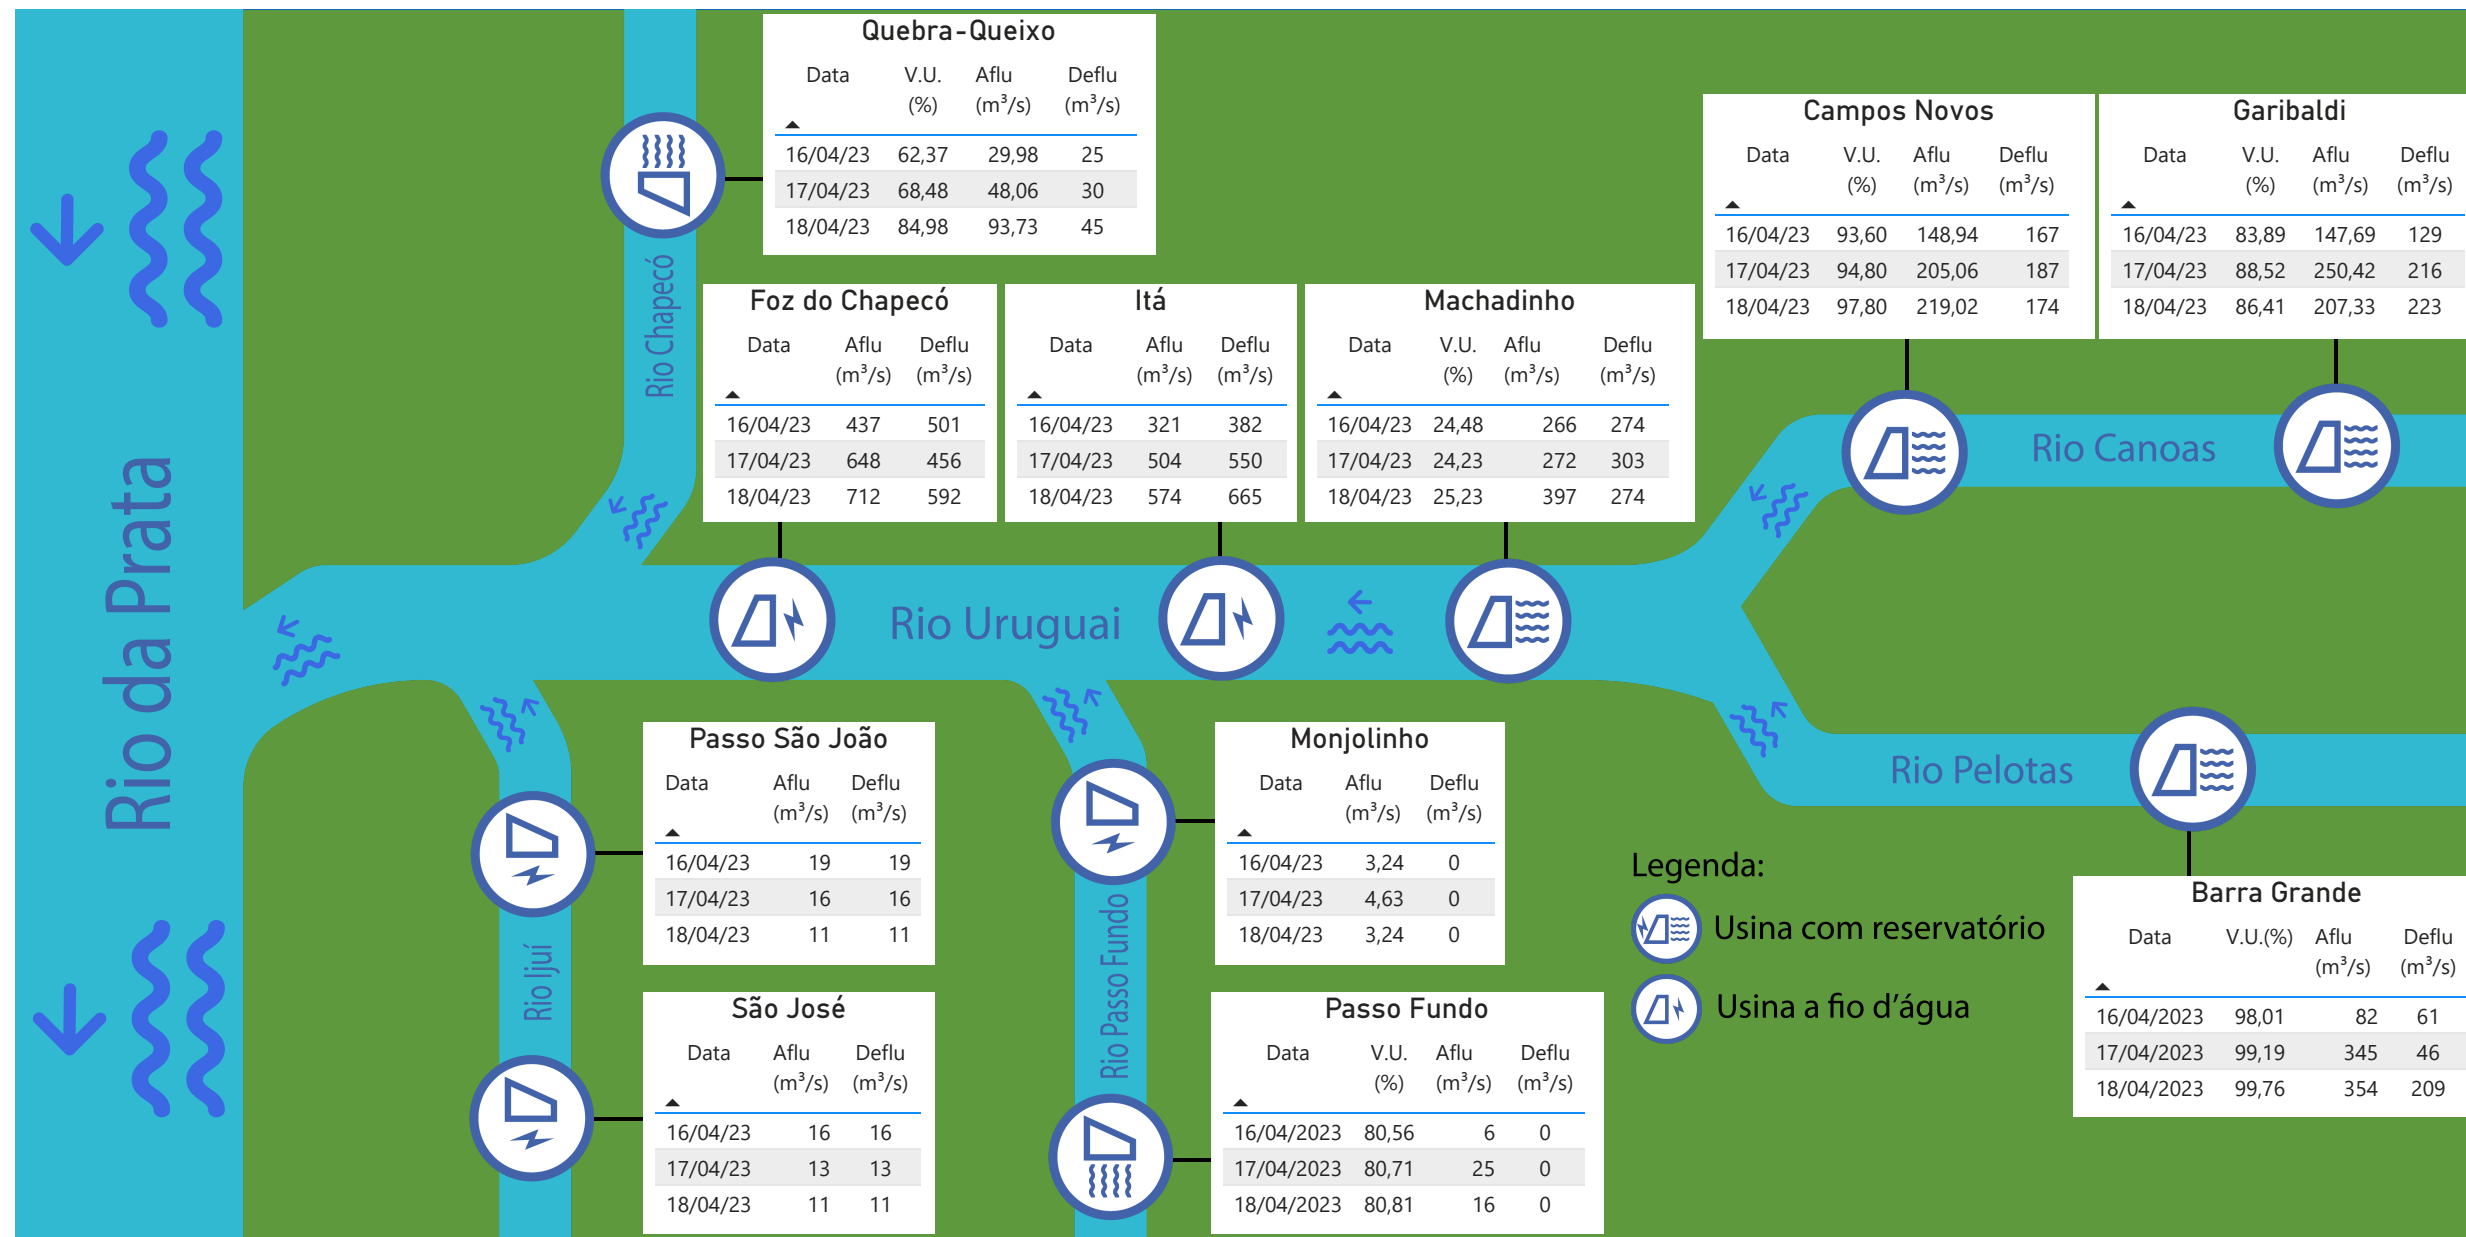 Quebra-Queixo
Data V.U. Aflu Deflu
(%) (m³/s) (m³/s)
16/04/23 62,37 29,98 25
17/04/23 68,48 48,06 30
18/04/23 84,98 93,73 45
Campos Novos
Data V.U. Aflu Deflu
(%) (m³/s) (m³/s)
16/04/23 93,60 148,94 167
17/04/23 94,80 205,06 187
18/04/23 97,80 219,02 174
Garibaldi
Data V.U. Aflu Deflu
(%) (m³/s) (m³/s)
16/04/23 83,89 147,69 129
17/04/23 88,52 250,42 216
18/04/23 86,41 207,33 223
Rio Chapecó
Foz do Chapecó
Data Aflu Deflu
(m³/s) (m³/s)
16/04/23 437 501
17/04/23 648 456
18/04/23 712 592
Itá
Data Aflu Deflu
(m³/s) (m³/s)
16/04/23 321 382
17/04/23 504 550
18/04/23 574 665
Machadinho
Data V.U. Aflu Deflu
(%) (m³/s) (m³/s)
16/04/23 24,48 266 274
17/04/23 24,23 272 303
18/04/23 25,23 397 274
Rio Canoas
Rio da Prata
Rio Uruguai
Rio Pelotas
Passo São João
Data Aflu Deflu
(m³/s) (m³/s)
16/04/23 19 19
17/04/23 16 16
18/04/23 11 11
Monjolinho
Data Aflu Deflu
(m³/s) (m³/s)
16/04/23 3,24 0
17/04/23 4,63 0
18/04/23 3,24 0
Rio Ijuí
Rio Passo Fundo
Legenda:
Usina com reservatório
Usina a fio d’água
Barra Grande
Data V.U.(%) Aflu Deflu
(m³/s) (m³/s)
16/04/2023 98,01 82 61
17/04/2023 99,19 345 46
18/04/2023 99,76 354 209
São José
Data Aflu Deflu
(m³/s) (m³/s)
16/04/23 16 16
17/04/23 13 13
18/04/23 11 11
Passo Fundo
Data V.U. Aflu Deflu
(%) (m³/s) (m³/s)
16/04/2023 80,56 6 0
17/04/2023 80,71 25 0
18/04/2023 80,81 16 0